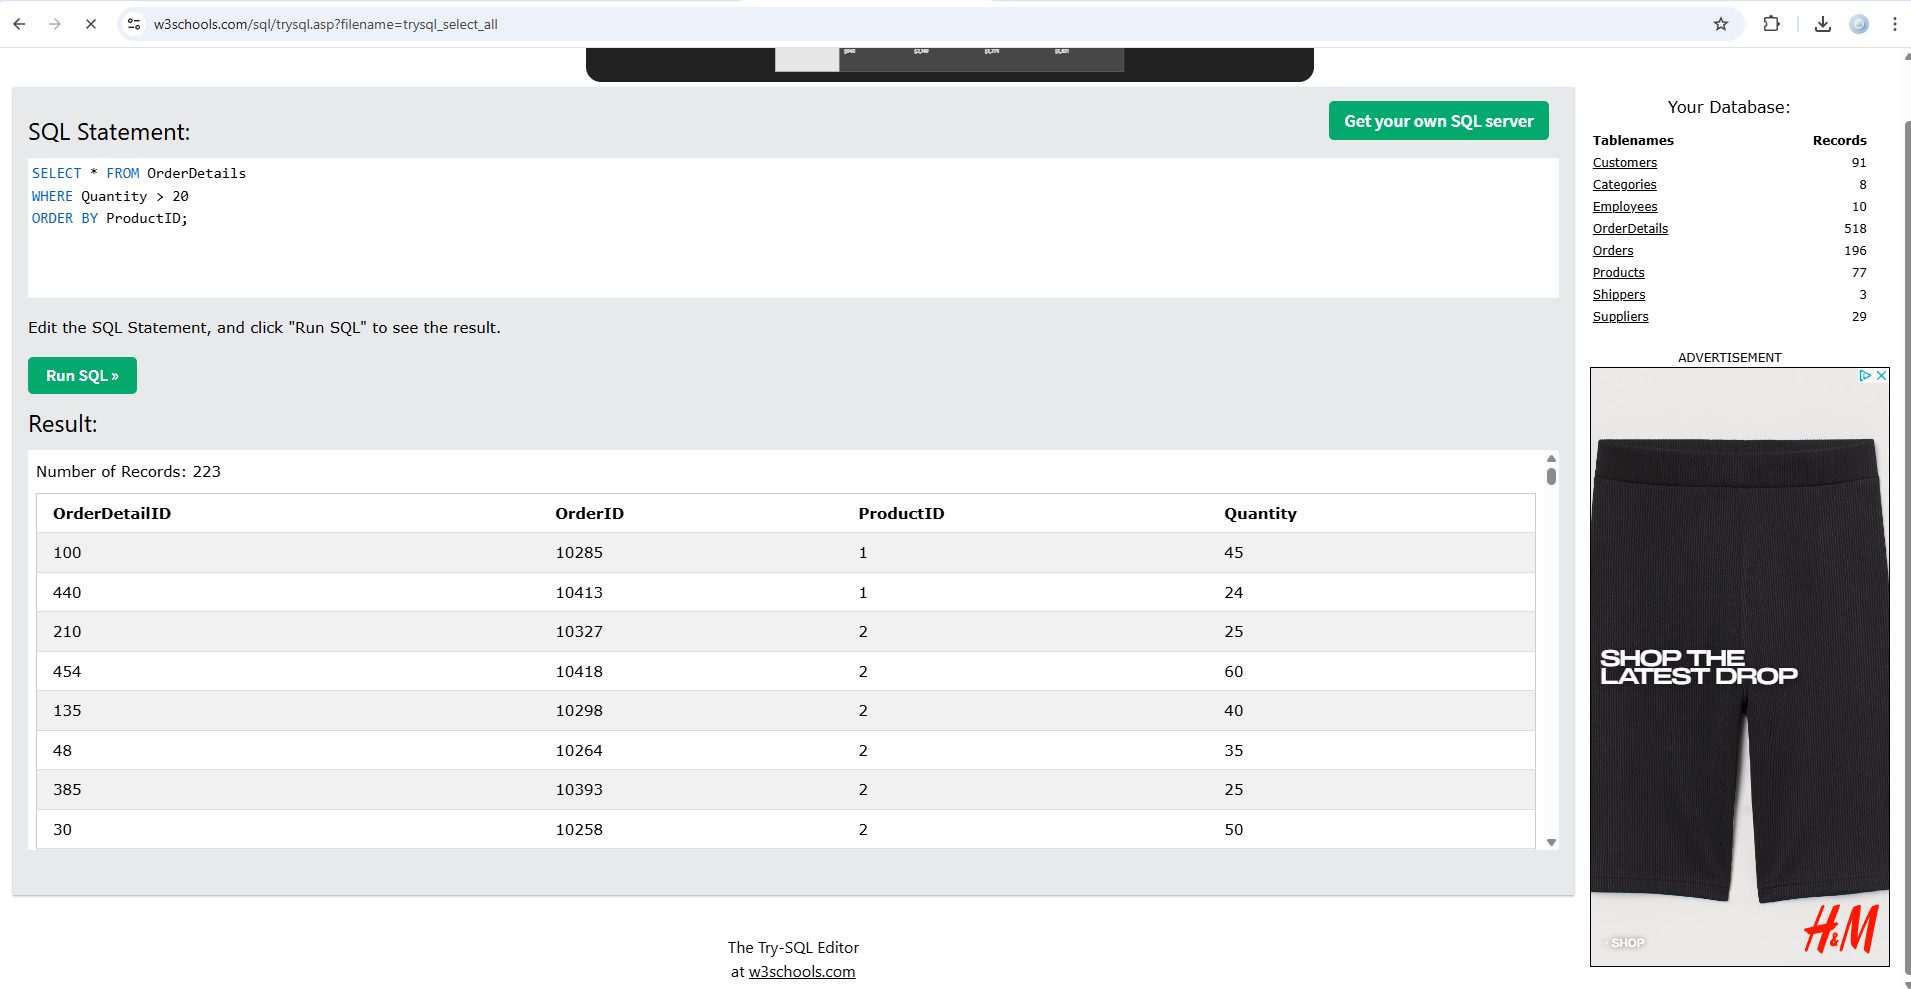 w3schools.com/sql/trysql.asp?filename=trysql_select_all
SQL Statement:
Get your own SQL server
SELECT * FROM OrderDetails
WHERE Quantity > 20
ORDER BY ProductID;
Edit the SQL Statement, and click "Run SQL" to see the result.
Run SQL »
Result:
Number of Records: 223
OrderDetailID OrderID ProductID Quantity
100 10285 1 45
440 10413 1 24
210 10327 2 25
454 10418 2 60
135 10298 2 40
48 10264 2 35
385 10393 2 25
30 10258 2 50
The Try-SQL Editor
at w3schools.com
Your Database:
Tablenames Records
Customers 91
Categories 8
Employees 10
OrderDetails 518
Orders 196
Products 77
Shippers 3
Suppliers 29
ADVERTISEMENT
SHOP THE
LATEST DROP
SHOP
H&M